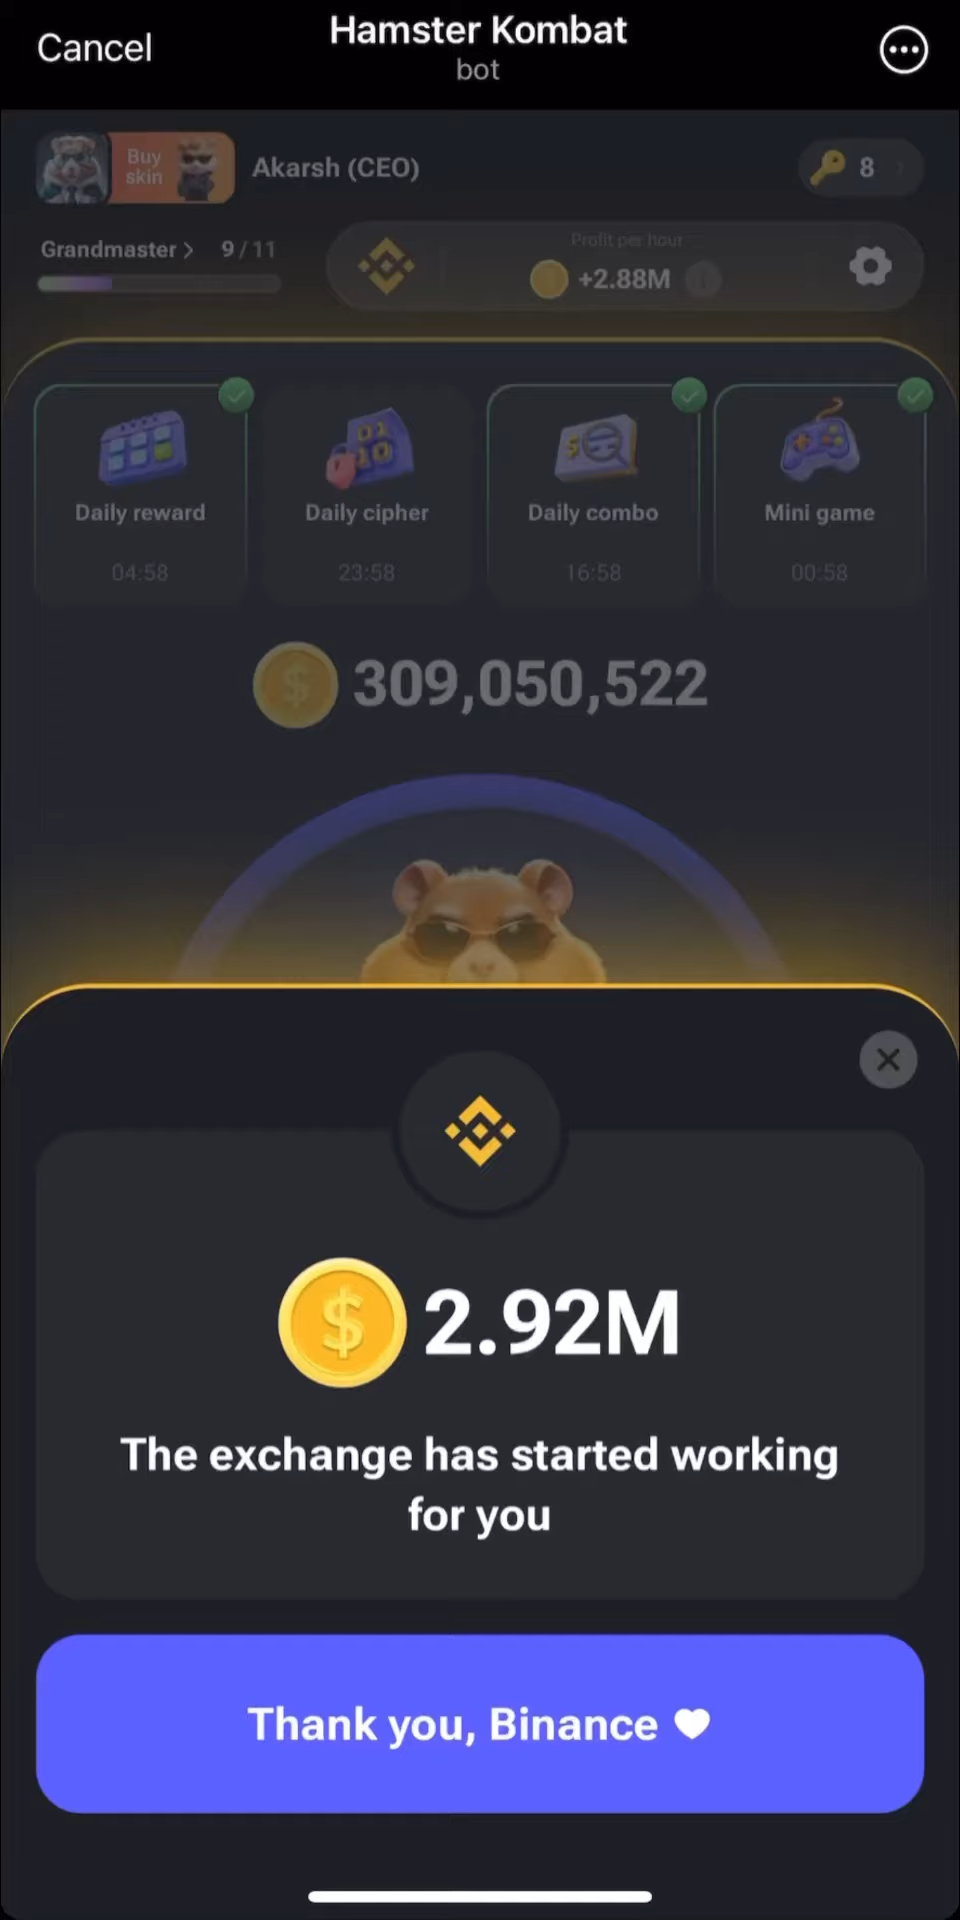 Cancel
Hamster Kombat
bot
Buy
skin
Akarsh (CEO)
8
Grandmaster >
9 / 11
Profit per hour
+2.88M
Daily reward
04:58
Daily cipher
23:58
Daily combo
16:58
Mini game
00:58
309,050,522
2.92M
The exchange has started working
for you
Thank you, Binance 🤍